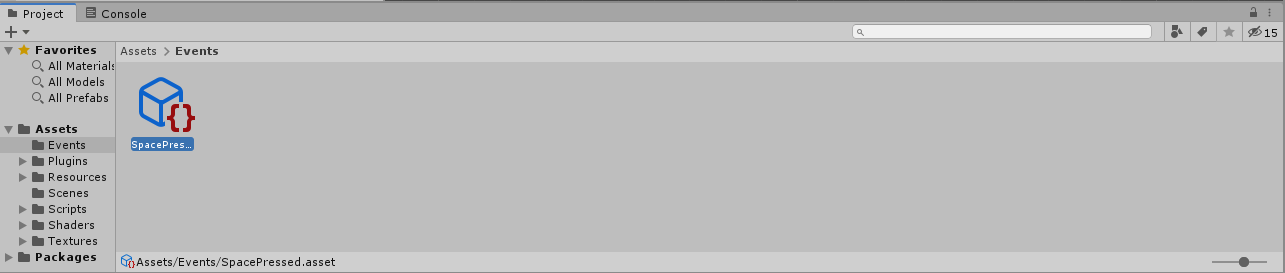 Project
Console
15
Favorites
All Materials
All Models
All Prefabs
Assets
Events
Plugins
Resources
Scenes
Scripts
Shaders
Textures
Packages
Assets > Events
SpacePres...
Assets/Events/SpacePressed.asset